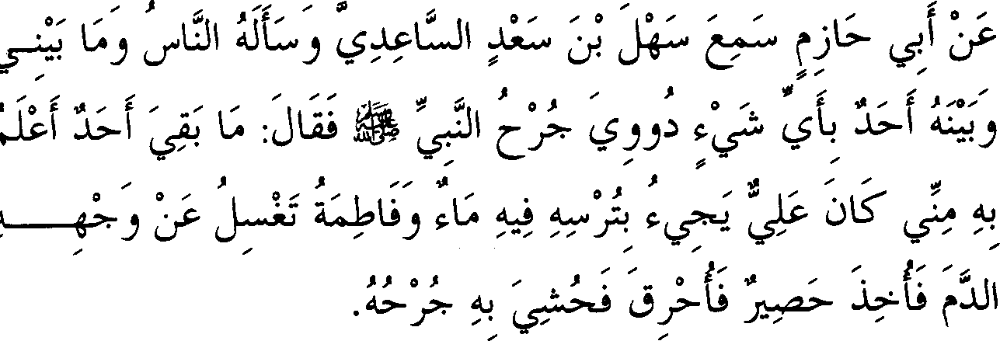 عَنْ أَبِي حَازِمٍ سَمِعَ سَهْلَ بْنَ سَعْدٍ السَّاعِدِيَّ وَسَأَلَهُ النَّاسُ وَمَا بَيْنِي
وَبَيْنَهُ أَحَدٌ بِأَيِّ شَيْءٍ دُووِيَ جُرْحُ النَّبِيِّ ﷺ فَقَالَ: مَا بَقِيَ أَحَدٌ أَعْلَمُ
بِهِ مِنِّي كَانَ عَلِيٌّ يَجِيءُ بِتُرْسِهِ فِيهِ مَاءٌ وَفَاطِمَةُ تَغْسِلُ عَنْ وَجْهِهِ
الدَّمَ فَأُخِذَ حَصِيرٌ فَأُحْرِقَ فَحُشِيَ بِهِ جُرْحُهُ.